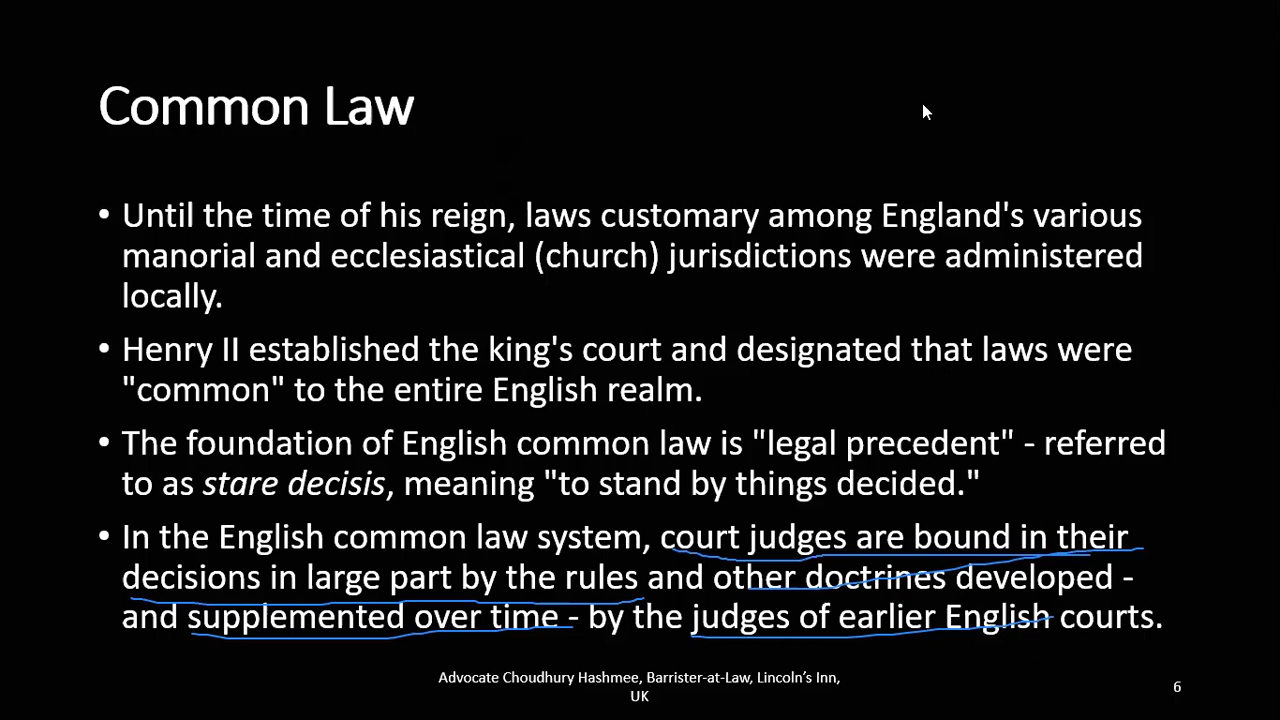 Common Law
• Until the time of his reign, laws customary among England's various
manorial and ecclesiastical (church) jurisdictions were administered
locally.
• Henry II established the king's court and designated that laws were
"common" to the entire English realm.
• The foundation of English common law is "legal precedent" - referred
to as stare decisis, meaning "to stand by things decided."
• In the English common law system, court judges are bound in their
decisions in large part by the rules and other doctrines developed -
and supplemented over time - by the judges of earlier English courts.
Advocate Choudhury Hashmee, Barrister-at-Law, Lincoln’s Inn,
UK
6